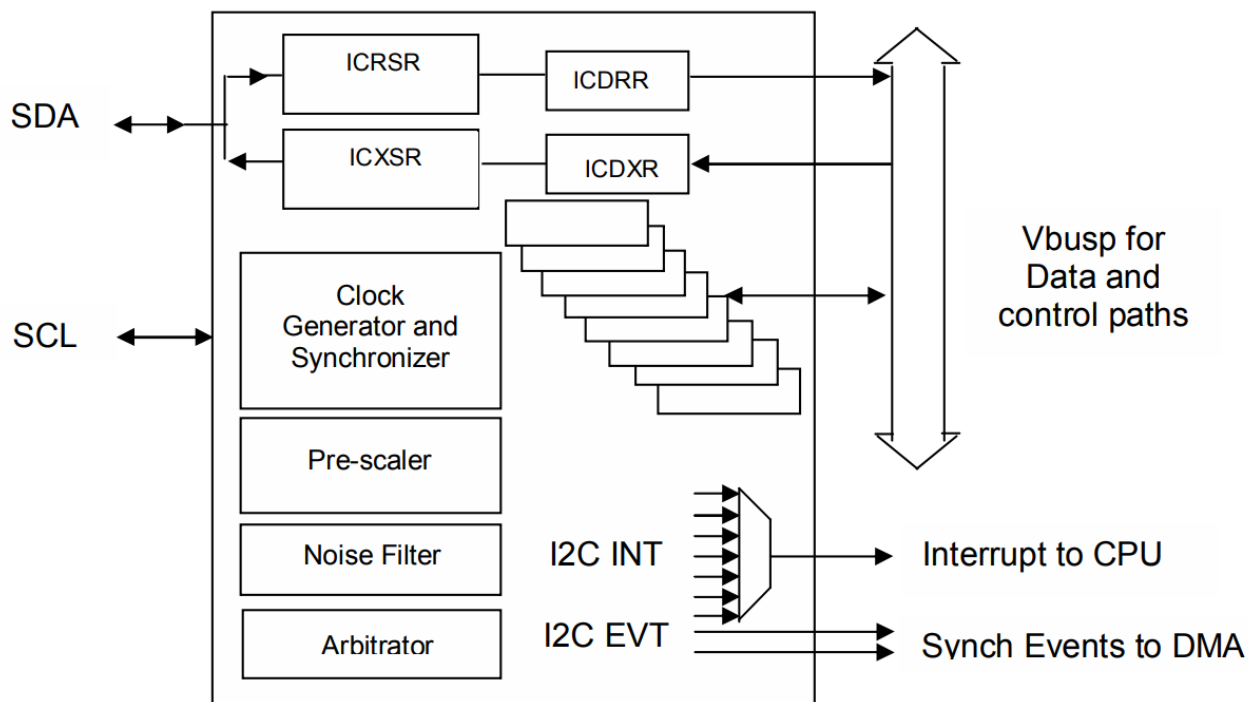 ICRSR
ICDRR
SDA
ICXSR
ICDXR
Vbusp for
Data and
control paths
Clock
Generator and
Synchronizer
SCL
Pre-scaler
Noise Filter
I2C INT
Interrupt to CPU
Arbitrator
I2C EVT
Synch Events to DMA